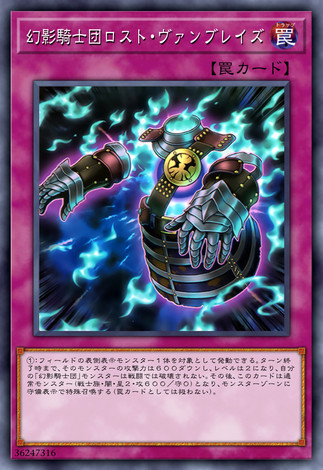 幻影騎士団ロスト・ヴァンブレイズ
トラップ
罠
【罠カード】
①:フィールドの表側表示モンスター1体を対象として発動できる。ターン終
了時まで、そのモンスターの攻撃力は600ダウンし、レベルは2になり、自分
の「幻影騎士団」モンスターは戦闘では破壊されない。その後、このカードは通
常モンスター(戦士族・闇・星2・攻600/守0)となり、モンスターゾーンに
守備表示で特殊召喚する(罠カードとしては扱わない)。
36247316